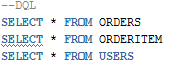 --DQL
SELECT * FROM ORDERS
SELECT * FROM ORDERITEM
SELECT * FROM USERS